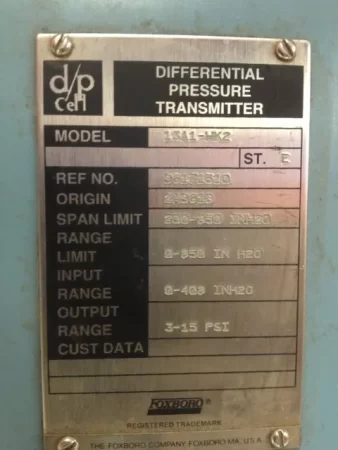 d/p
Cell
DIFFERENTIAL
PRESSURE
TRANSMITTER
MODEL
ST. E
REF NO.
ORIGIN
SPAN LIMIT INH2O
RANGE
LIMIT 0-850 IN H2O
INPUT
RANGE 0-400 INH2O
OUTPUT
RANGE 3-15 PSI
CUST DATA
FOXBORO®
REGISTERED TRADEMARK
THE FOXBORO COMPANY FOXBORO MA. U.S.A.